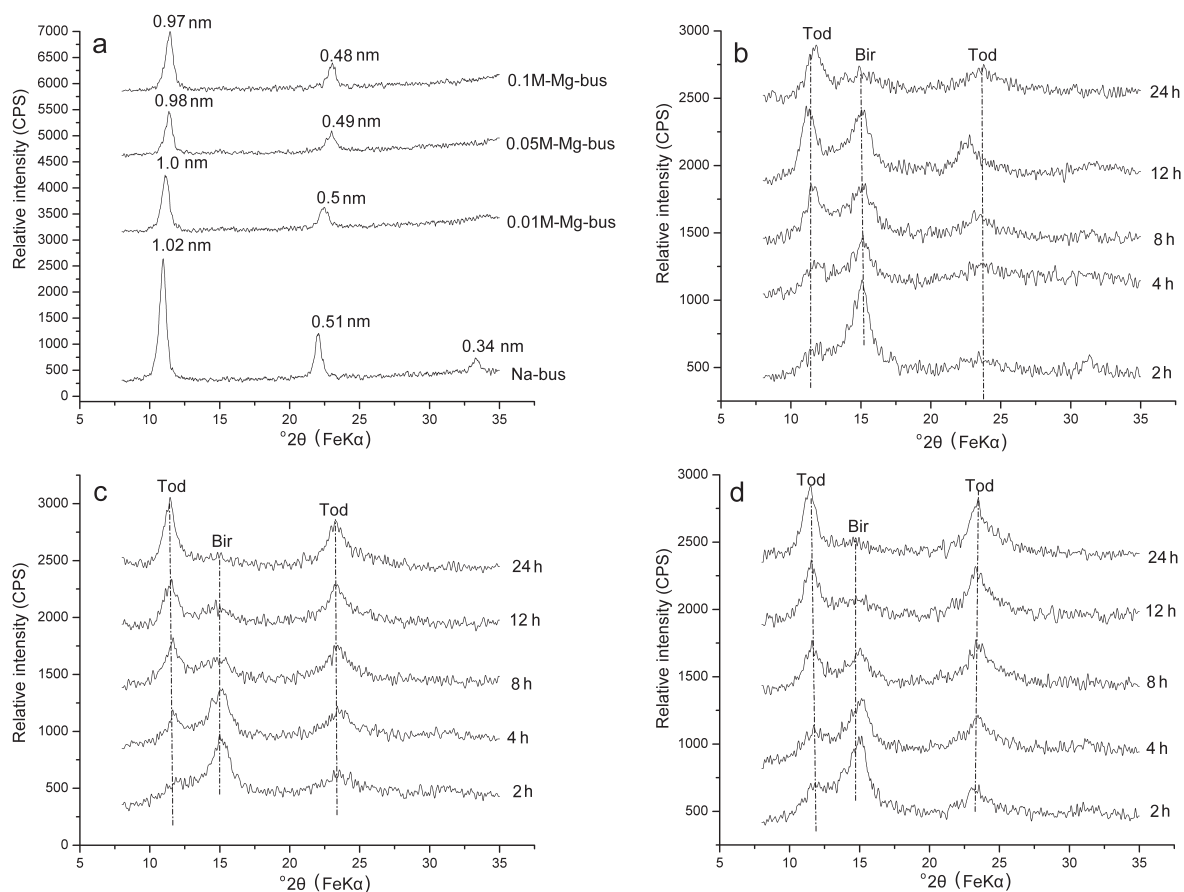 a
0.97 nm
0.48 nm
0.1M-Mg-bus
0.98 nm
0.49 nm
0.05M-Mg-bus
1.0 nm
0.5 nm
0.01M-Mg-bus
1.02 nm
0.51 nm
0.34 nm
Na-bus
7000
6500
6000
5500
5000
4500
4000
3500
3000
2500
2000
1500
1000
500
0
Relative intensity (CPS)
5 10 15 20 25 30 35
°2θ (FeKα)
b
Tod
Bir
Tod
24 h
12 h
8 h
4 h
2 h
3000
2500
2000
1500
1000
500
Relative intensity (CPS)
5 10 15 20 25 30 35
°2θ (FeKα)
c
Tod
Bir
Tod
24 h
12 h
8 h
4 h
2 h
3000
2500
2000
1500
1000
500
0
Relative intensity (CPS)
5 10 15 20 25 30 35
°2θ (FeKα)
d
Tod
Bir
Tod
24 h
12 h
8 h
4 h
2 h
3000
2500
2000
1500
1000
500
Relative intensity (CPS)
5 10 15 20 25 30 35
°2θ (FeKα)